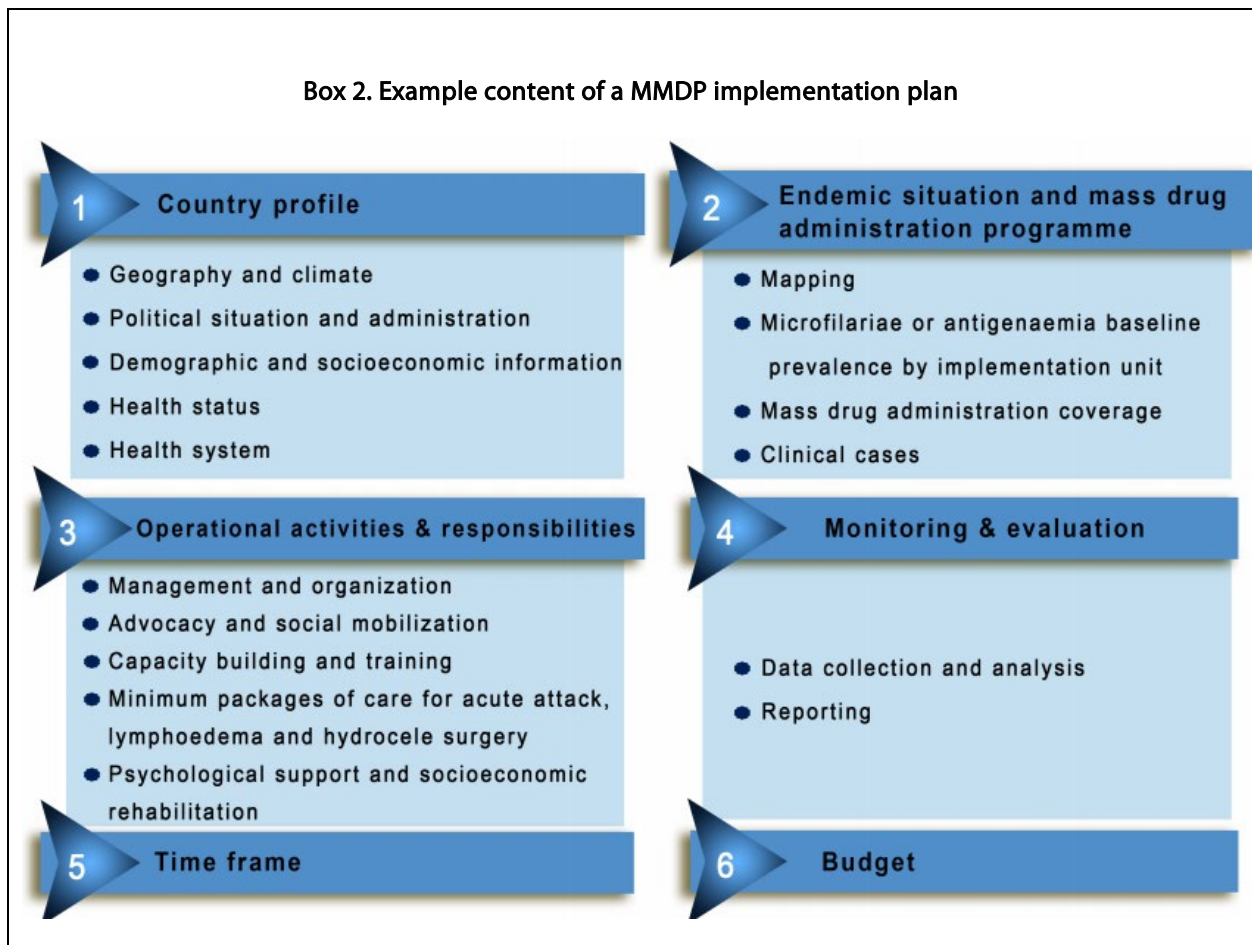 Box 2. Example content of a MMDP implementation plan
1 Country profile
Geography and climate
Political situation and administration
Demographic and socioeconomic information
Health status
Health system
2 Endemic situation and mass drug
administration programme
Mapping
Microfilariae or antigenaemia baseline
prevalence by implementation unit
Mass drug administration coverage
Clinical cases
3 Operational activities & responsibilities
Management and organization
Advocacy and social mobilization
Capacity building and training
Minimum packages of care for acute attack,
lymphoedema and hydrocele surgery
Psychological support and socioeconomic
rehabilitation
4 Monitoring & evaluation
Data collection and analysis
Reporting
5 Time frame
6 Budget